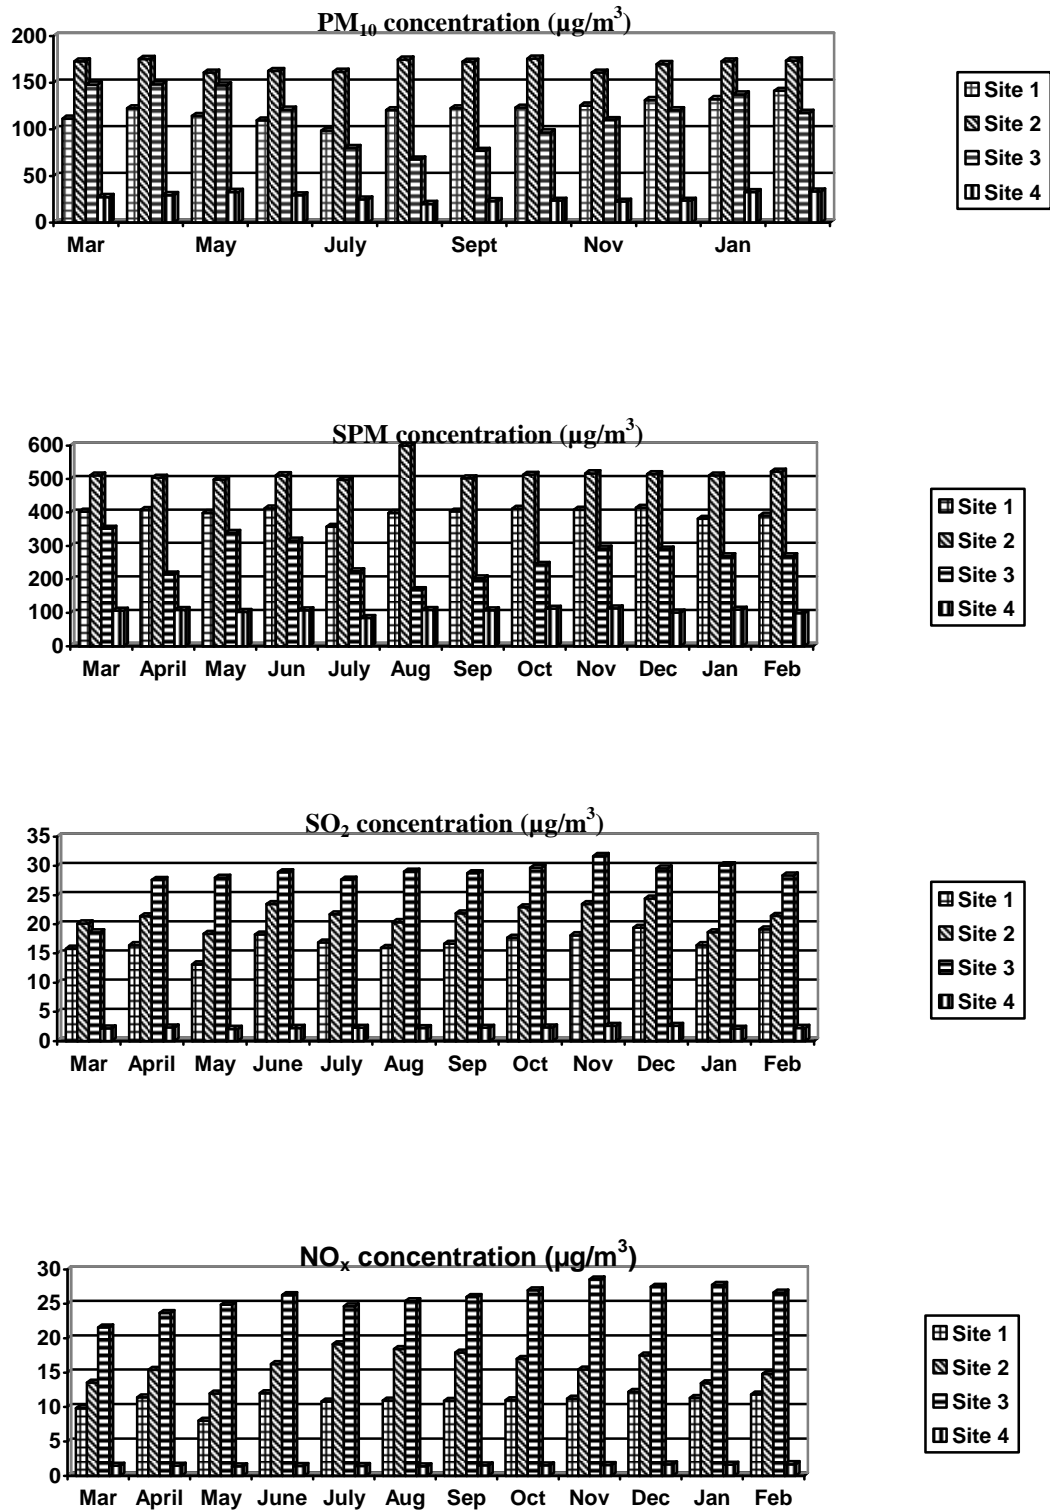 PM₁₀ concentration (µg/m³)
200
150
100
50
0
Mar May July Sept Nov Jan
Site 1
Site 2
Site 3
Site 4
SPM concentration (µg/m³)
600
500
400
300
200
100
0
Mar April May Jun July Aug Sep Oct Nov Dec Jan Feb
Site 1
Site 2
Site 3
Site 4
SO₂ concentration (µg/m³)
35
30
25
20
15
10
5
0
Mar April May June July Aug Sep Oct Nov Dec Jan Feb
Site 1
Site 2
Site 3
Site 4
NOₓ concentration (µg/m³)
30
25
20
15
10
5
0
Mar April May June July Aug Sep Oct Nov Dec Jan Feb
Site 1
Site 2
Site 3
Site 4